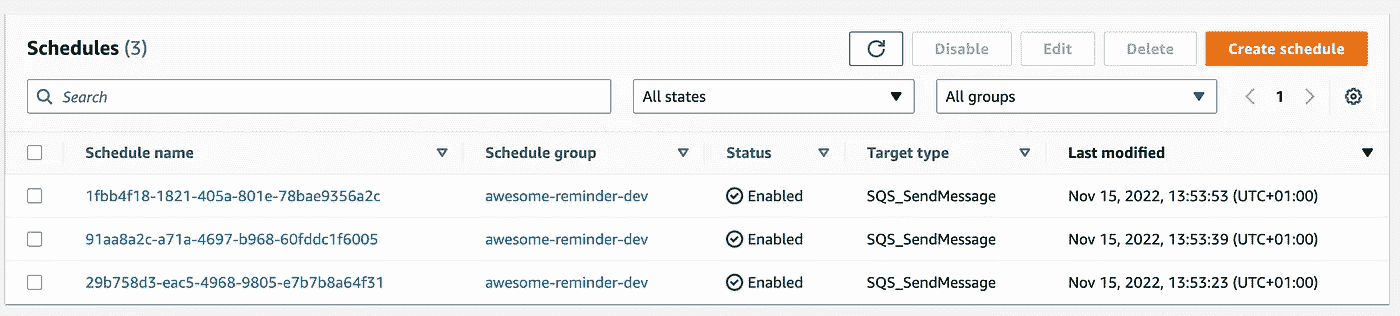 Schedules (3)
Disable
Edit
Delete
Create schedule
Search
All states
All groups
1
Schedule name Schedule group Status Target type Last modified
1fbb4f18-1821-405a-801e-78bae9356a2c awesome-reminder-dev Enabled SQS_SendMessage Nov 15, 2022, 13:53:53 (UTC+01:00)
91aa8a2c-a71a-4697-b968-60fddc1f6005 awesome-reminder-dev Enabled SQS_SendMessage Nov 15, 2022, 13:53:39 (UTC+01:00)
29b758d3-eac5-4968-9805-e7b7b8a64f31 awesome-reminder-dev Enabled SQS_SendMessage Nov 15, 2022, 13:53:23 (UTC+01:00)